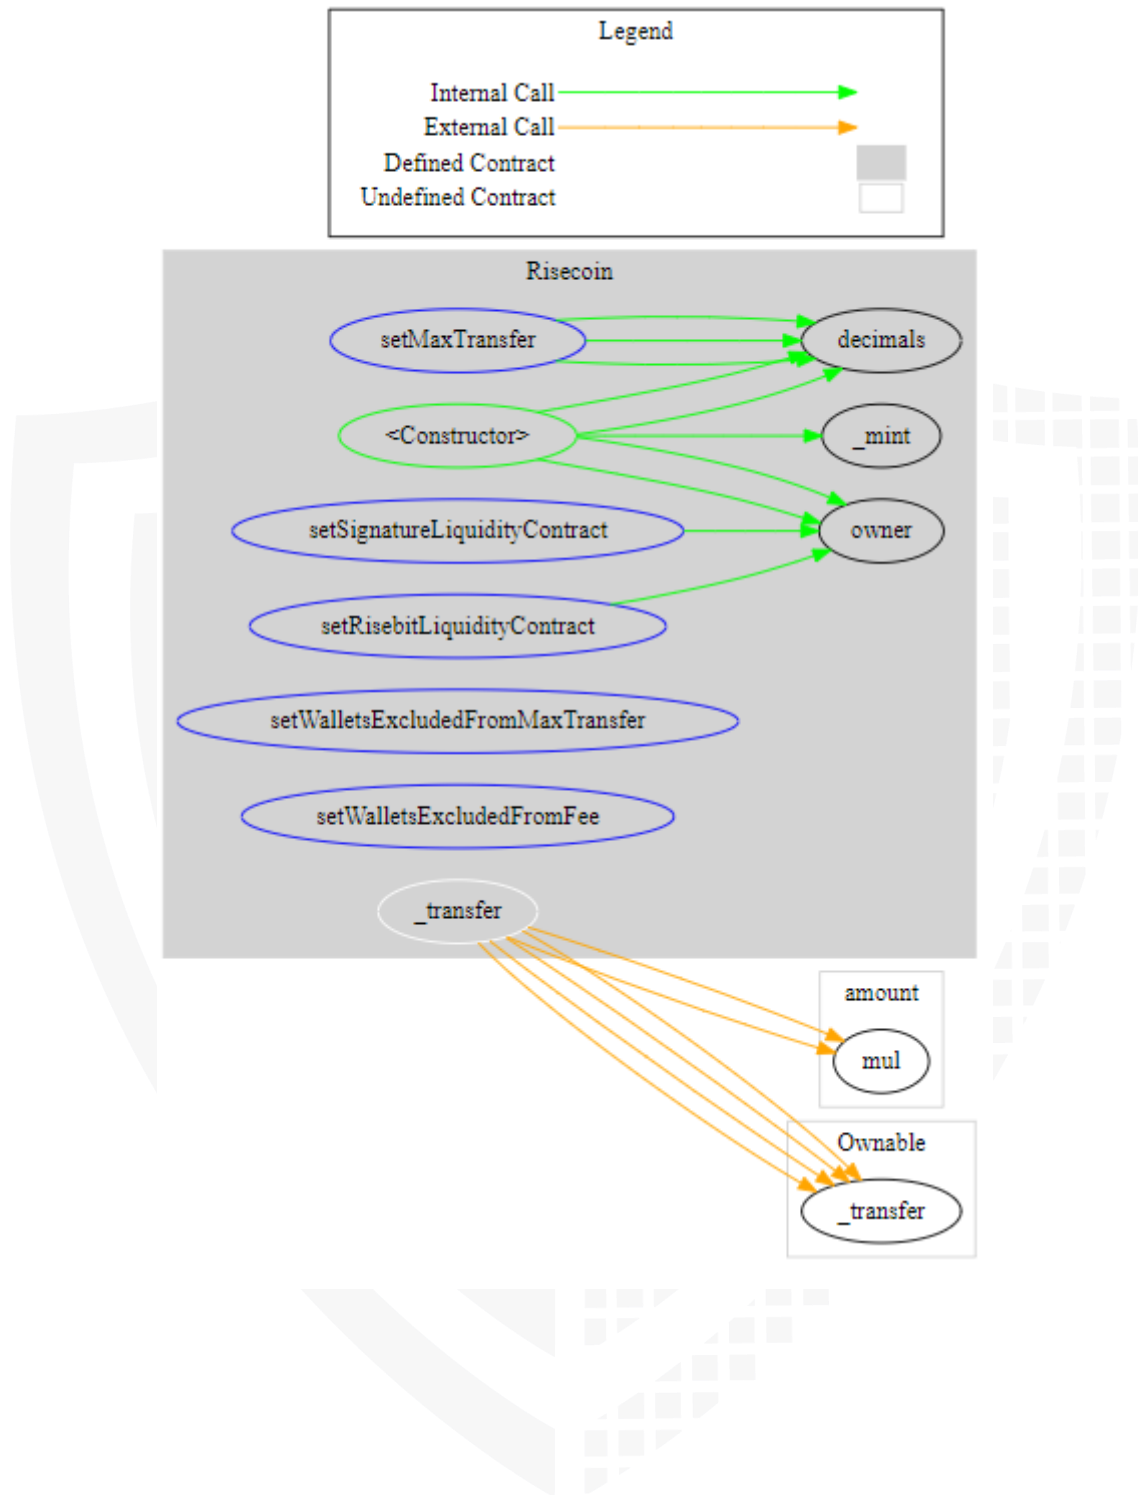 Legend
Internal Call
External Call
Defined Contract
Undefined Contract
Risecoin
setMaxTransfer
decimals
<Constructor>
_mint
setSignatureLiquidityContract
owner
setRisebitLiquidityContract
setWalletsExcludedFromMaxTransfer
setWalletsExcludedFromFee
_transfer
amount
mul
Ownable
_transfer